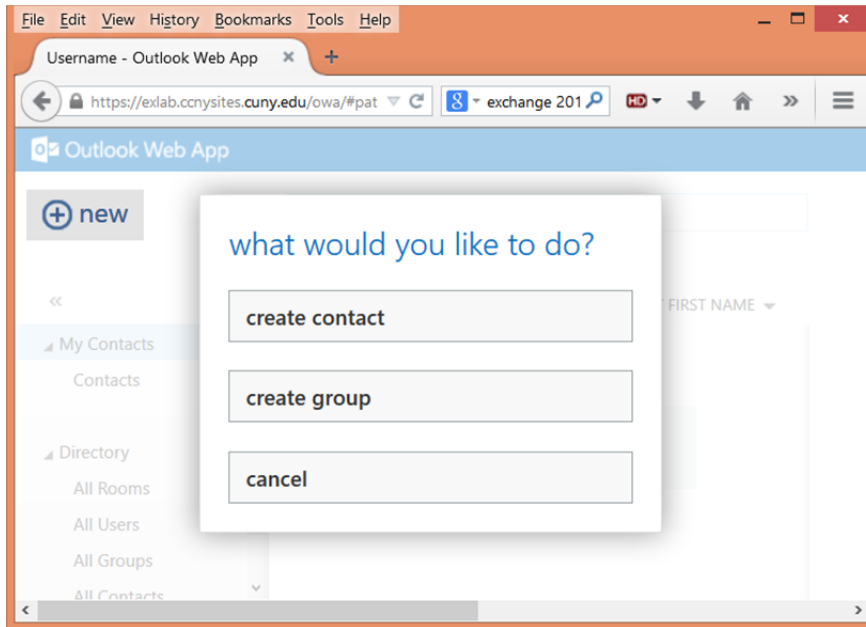 File Edit View History Bookmarks Tools Help
Username - Outlook Web App
https://exlab.ccnysites.cuny.edu/owa/#pat
8 exchange 201
HD
Outlook Web App
new
what would you like to do?
create contact
FIRST NAME
My Contacts
Contacts
create group
Directory
cancel
All Rooms
All Users
All Groups
All Contacts